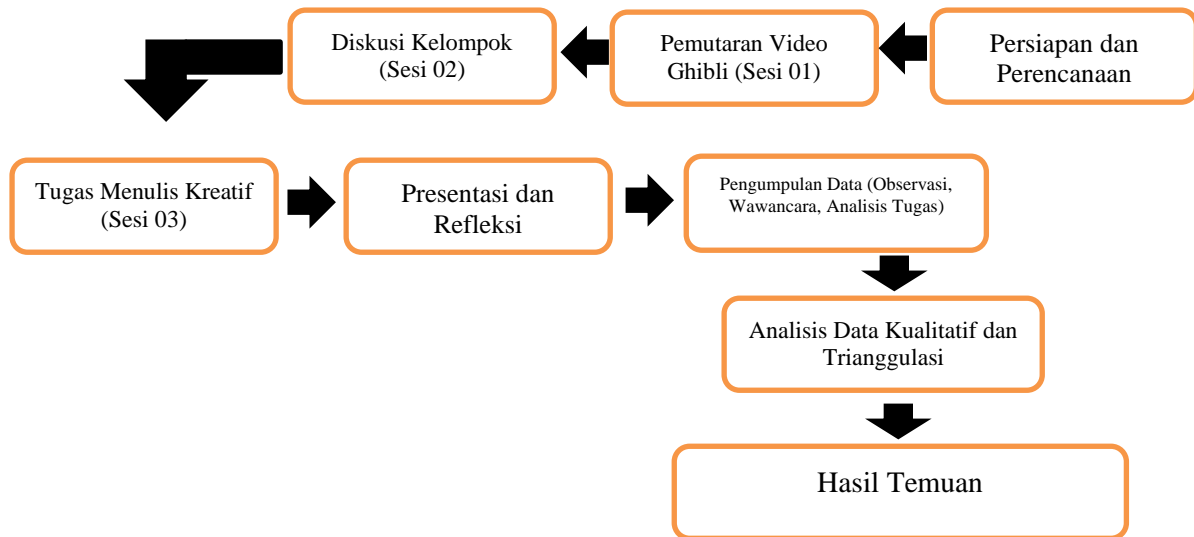 Persiapan dan
Perencanaan
Pemutaran Video
Ghibli (Sesi 01)
Diskusi Kelompok
(Sesi 02)
Tugas Menulis Kreatif
(Sesi 03)
Presentasi dan
Refleksi
Pengumpulan Data (Observasi,
Wawancara, Analisis Tugas)
Analisis Data Kualitatif dan
Trianggulasi
Hasil Temuan